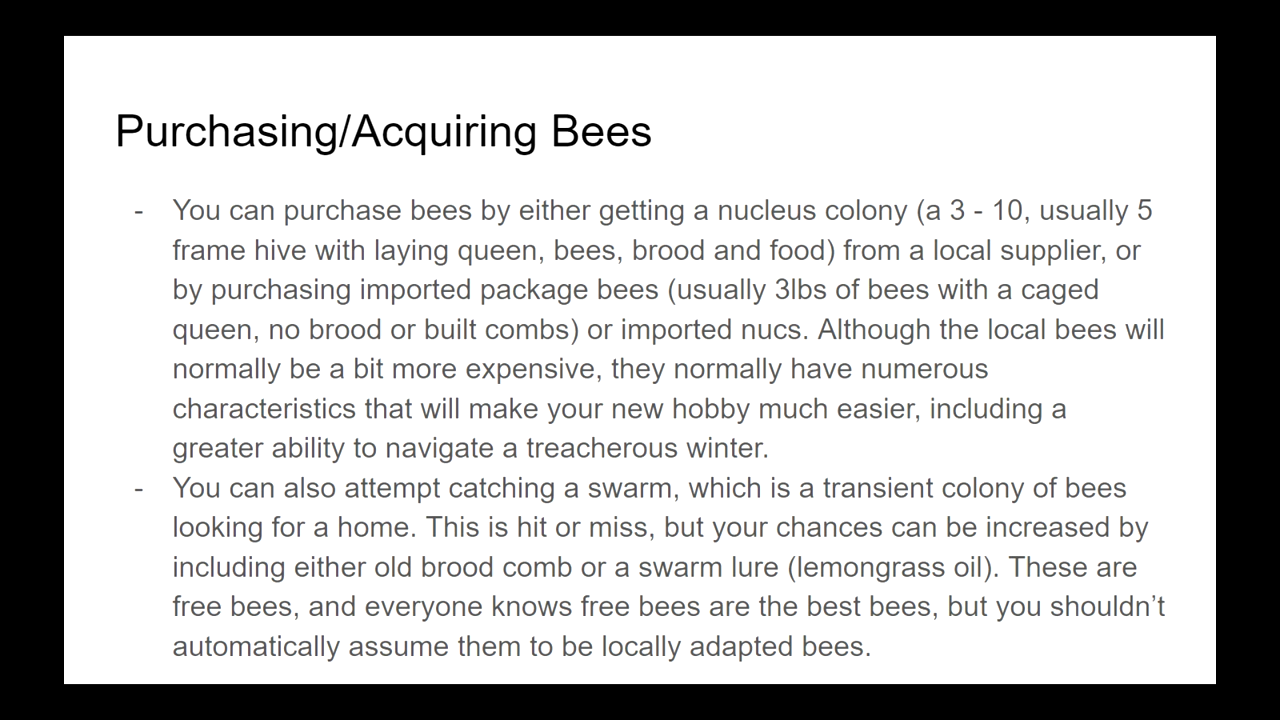 Purchasing/Acquiring Bees
- You can purchase bees by either getting a nucleus colony (a 3 - 10, usually 5
frame hive with laying queen, bees, brood and food) from a local supplier, or
by purchasing imported package bees (usually 3lbs of bees with a caged
queen, no brood or built combs) or imported nucs. Although the local bees will
normally be a bit more expensive, they normally have numerous
characteristics that will make your new hobby much easier, including a
greater ability to navigate a treacherous winter.
- You can also attempt catching a swarm, which is a transient colony of bees
looking for a home. This is hit or miss, but your chances can be increased by
including either old brood comb or a swarm lure (lemongrass oil). These are
free bees, and everyone knows free bees are the best bees, but you shouldn’t
automatically assume them to be locally adapted bees.